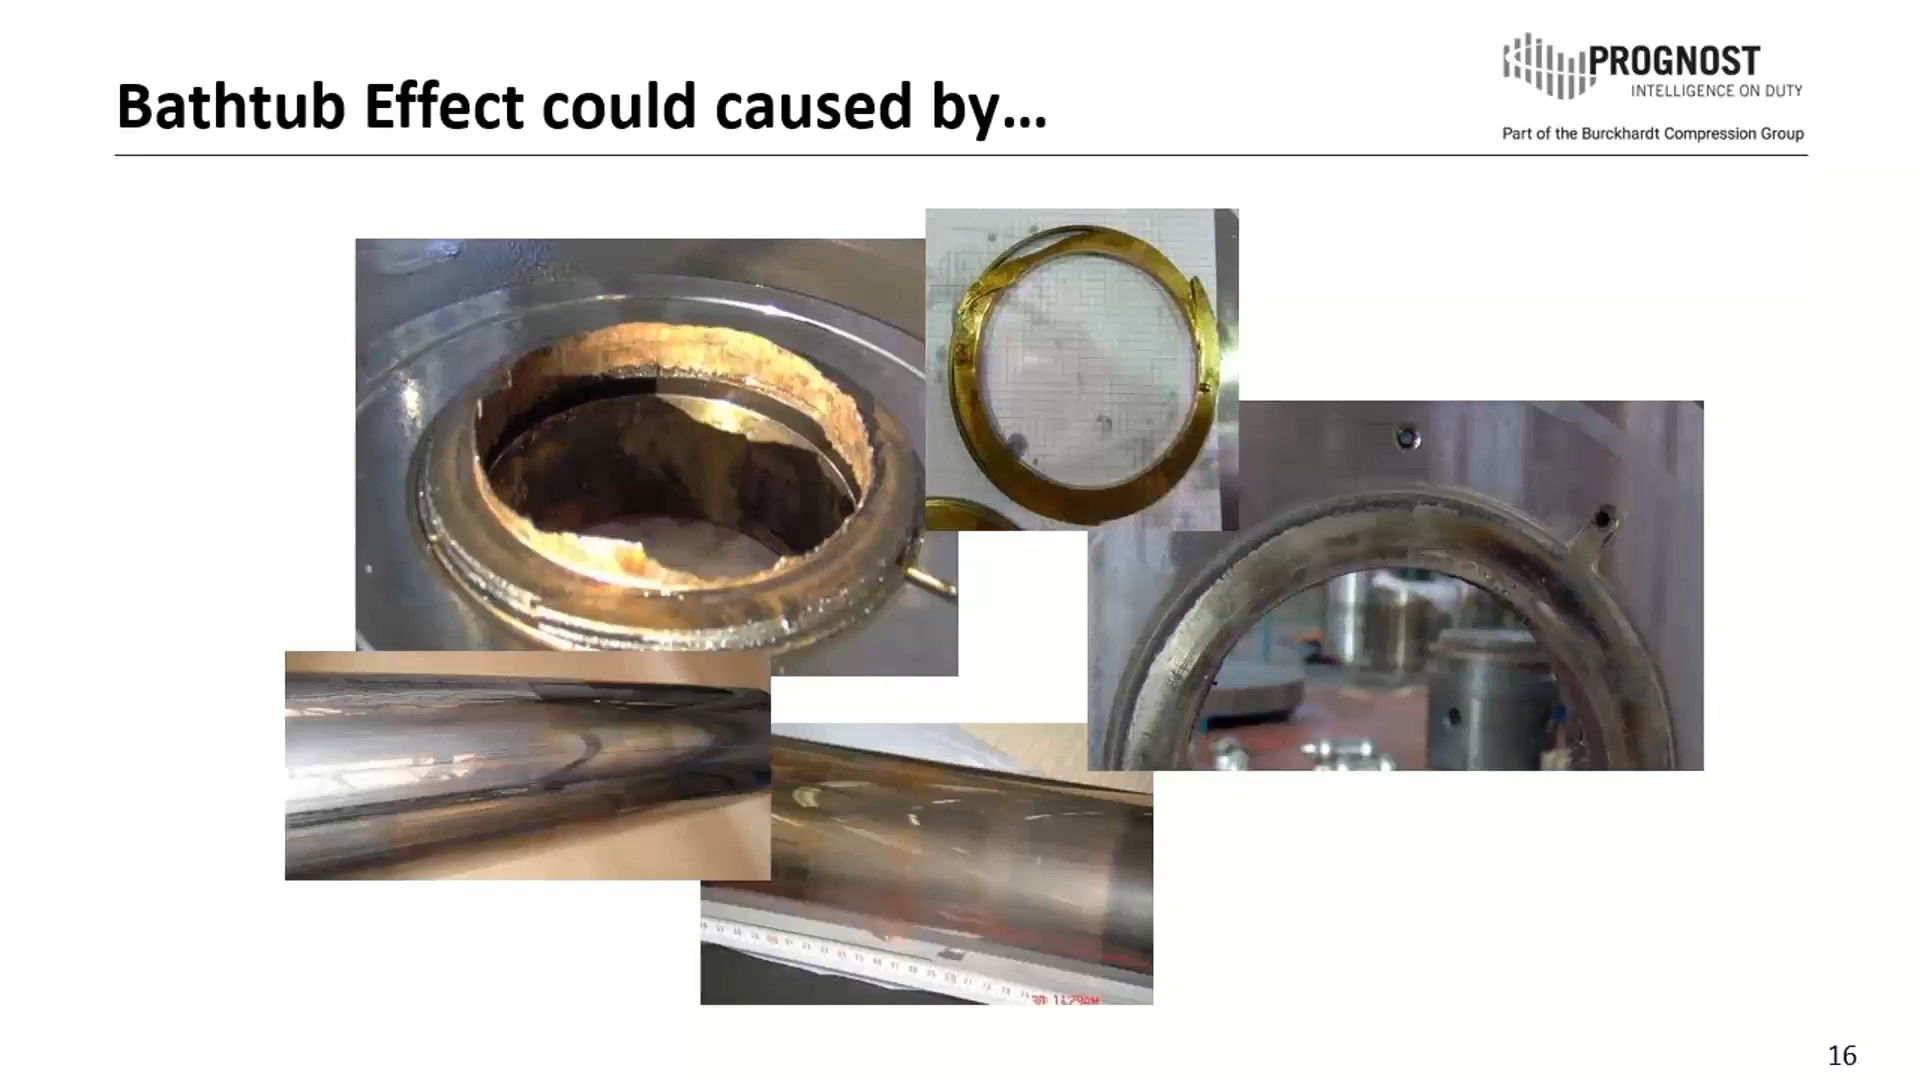 Bathtub Effect could caused by...
PROGNOST
INTELLIGENCE ON DUTY
Part of the Burckhardt Compression Group
16